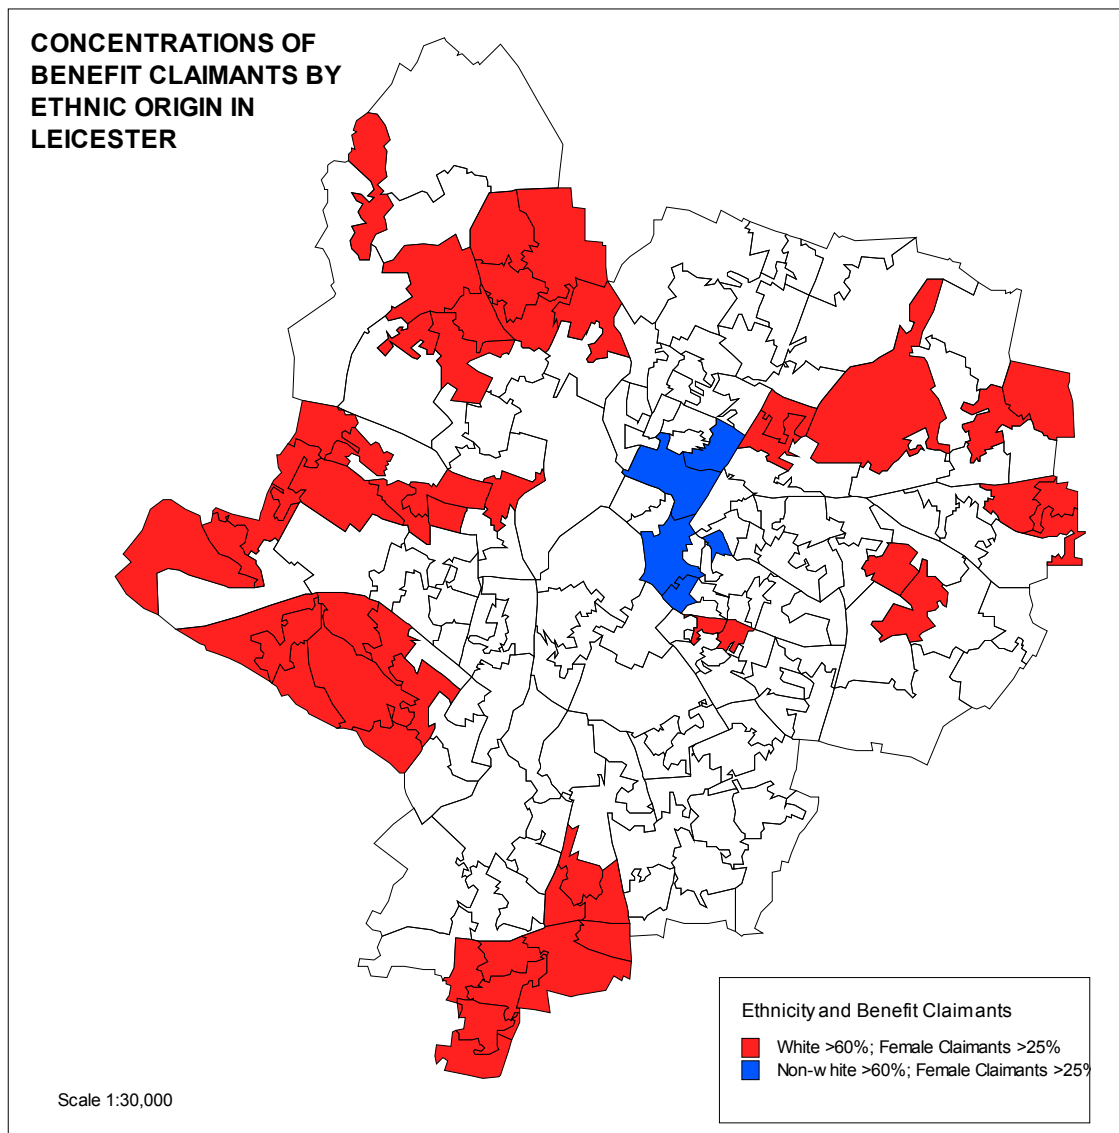 CONCENTRATIONS OF
BENEFIT CLAIMANTS BY
ETHNIC ORIGIN IN
LEICESTER
Ethnicity and Benefit Claimants
White >60%; Female Claimants >25%
Non-white >60%; Female Claimants >25%
Scale 1:30,000